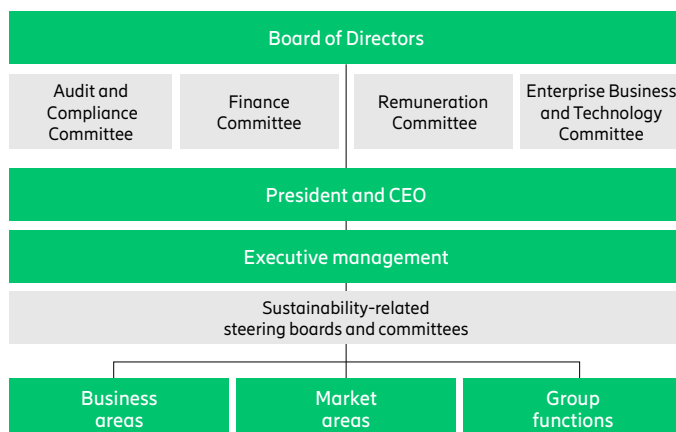 Board of Directors
Audit and
Compliance
Committee
Finance
Committee
Remuneration
Committee
Enterprise Business
and Technology
Committee
President and CEO
Executive management
Sustainability-related
steering boards and committees
Business
areas
Market
areas
Group
functions